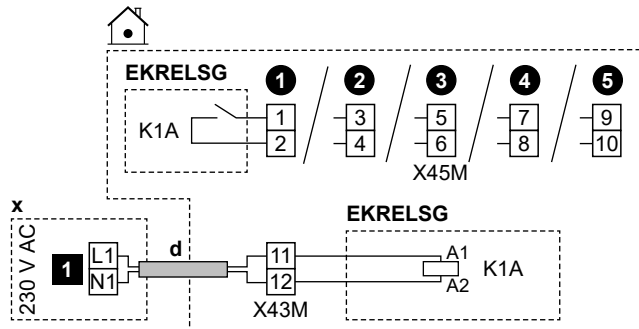 EKRELSG
1
2
3
4
5
K1A
1
2
3
4
5
6
7
8
9
10
X45M
x
EKRELSG
230 V AC
1
L1
N1
d
11
12
X43M
A1
A2
K1A